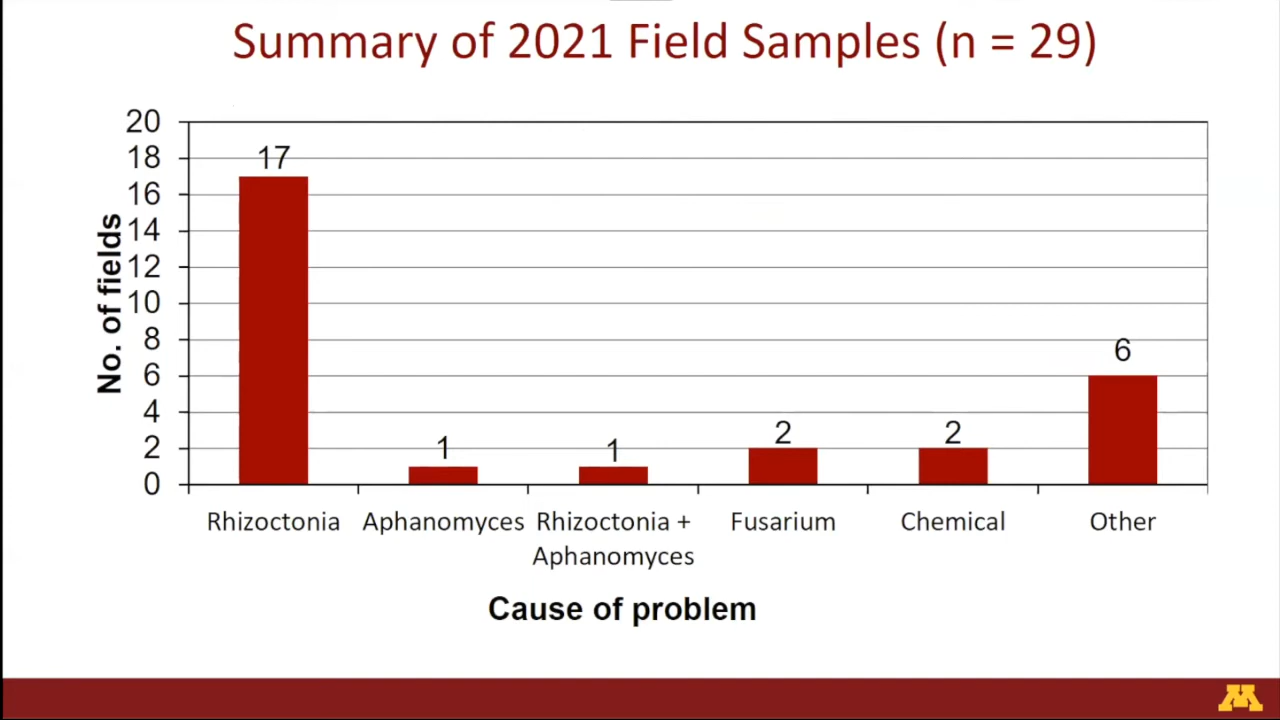 Summary of 2021 Field Samples (n = 29)
No. of fields
20
18
16
14
12
10
8
6
4
2
0
17
1
1
2
2
6
Rhizoctonia
Aphanomyces
Rhizoctonia +
Aphanomyces
Fusarium
Chemical
Other
Cause of problem
M